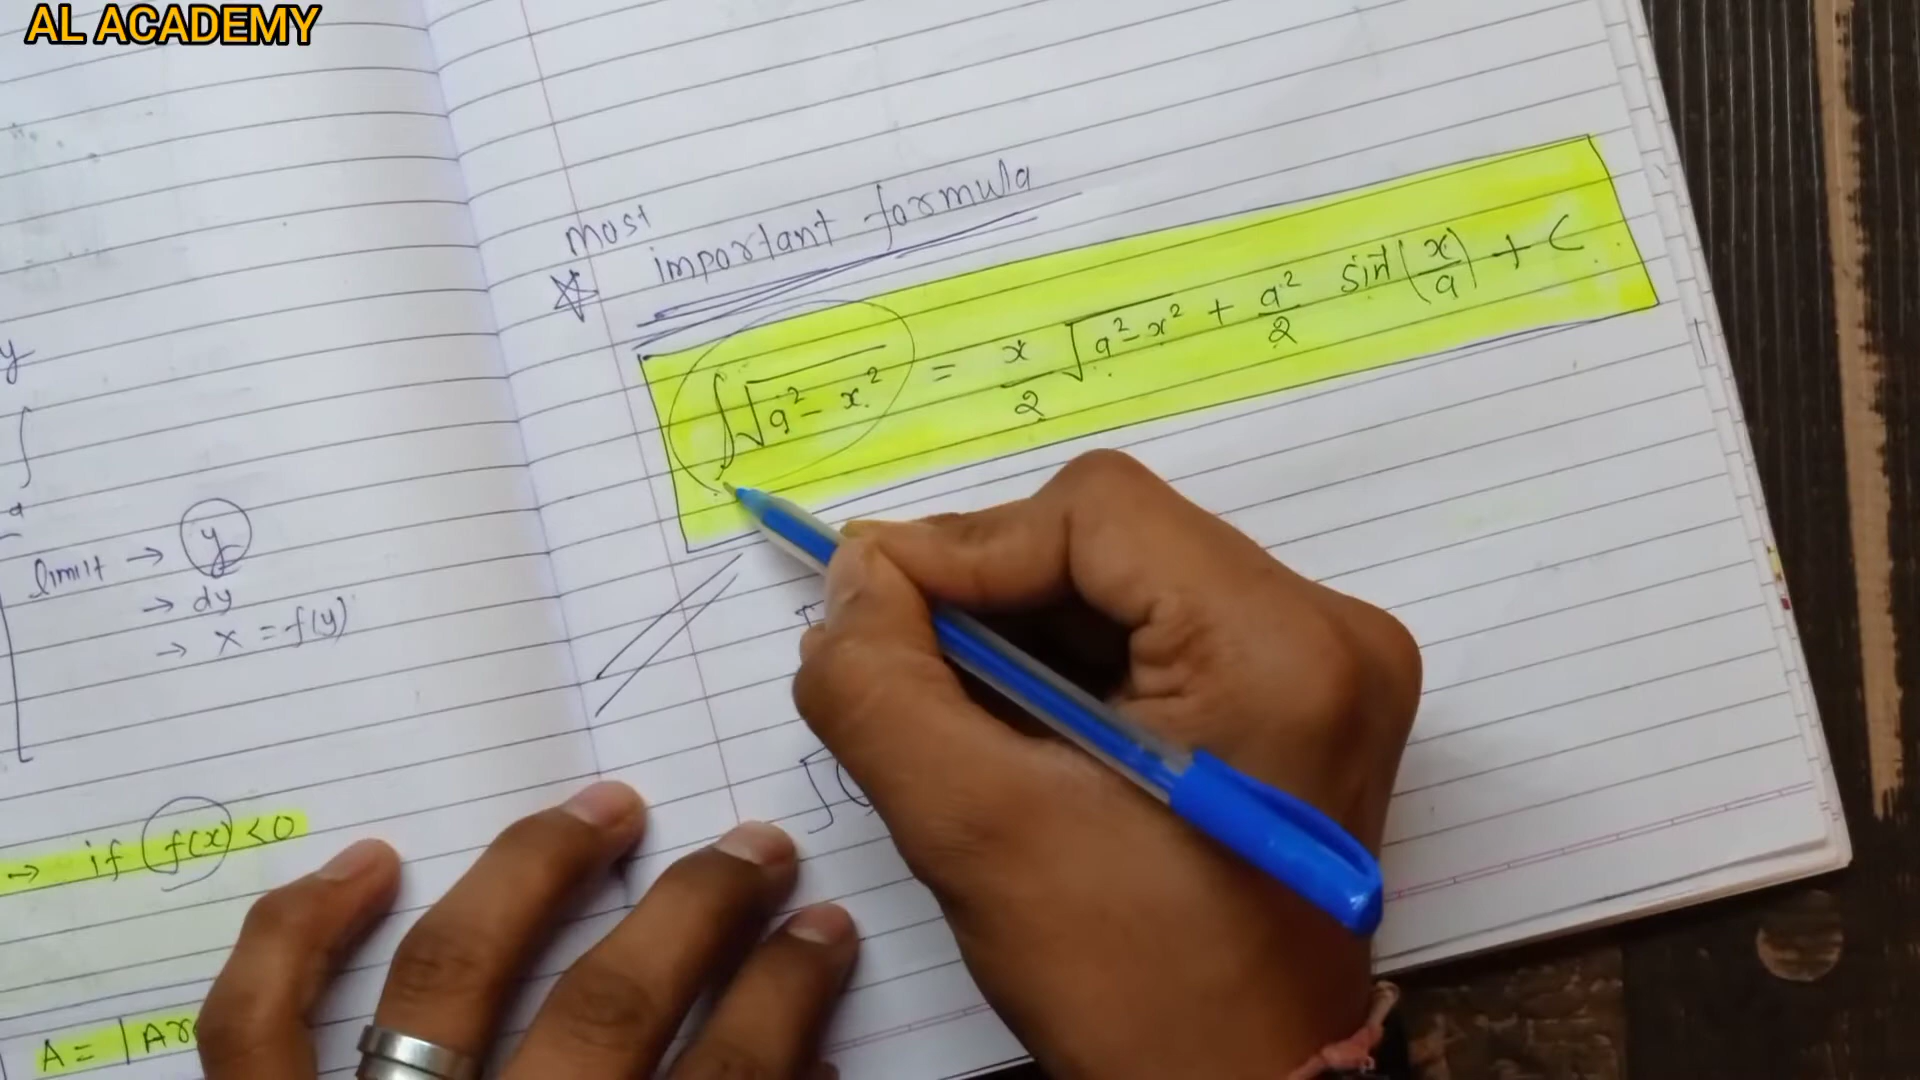 AL ACADEMY
y
∫
a
limit → y
→ dy
→ x = f(y)
→ if f(x) < 0
A = |Ar
most
☆ important formula
∫√a² - x² = x/2 √a² - x² + a²/2 sin⁻¹(x/a) + C
∫